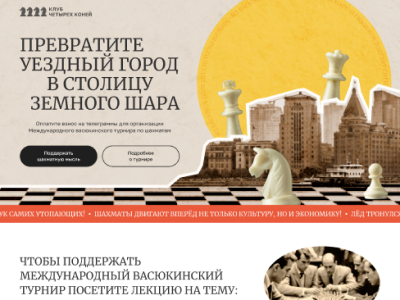 КЛУБ
ЧЕТЫРЕХ КОНЕЙ
ПРЕВРАТИТЕ
УЕЗДНЫЙ ГОРОД
В СТОЛИЦУ
ЗЕМНОГО ШАРА
Оплатите взнос на телеграммы для организации
Международного васюкинского турнира по шахматам
Поддержать
шахматную мысль
Подробнее
о турнире
УК САМИХ УТОПАЮЩИХ! • ШАХМАТЫ ДВИГАЮТ ВПЕРЁД НЕ ТОЛЬКО КУЛЬТУРУ, НО И ЭКОНОМИКУ! • ЛЁД ТРОНУЛС
ЧТОБЫ ПОДДЕРЖАТЬ
МЕЖДУНАРОДНЫЙ ВАСЮКИНСКИЙ
ТУРНИР ПОСЕТИТЕ ЛЕКЦИЮ НА ТЕМУ: